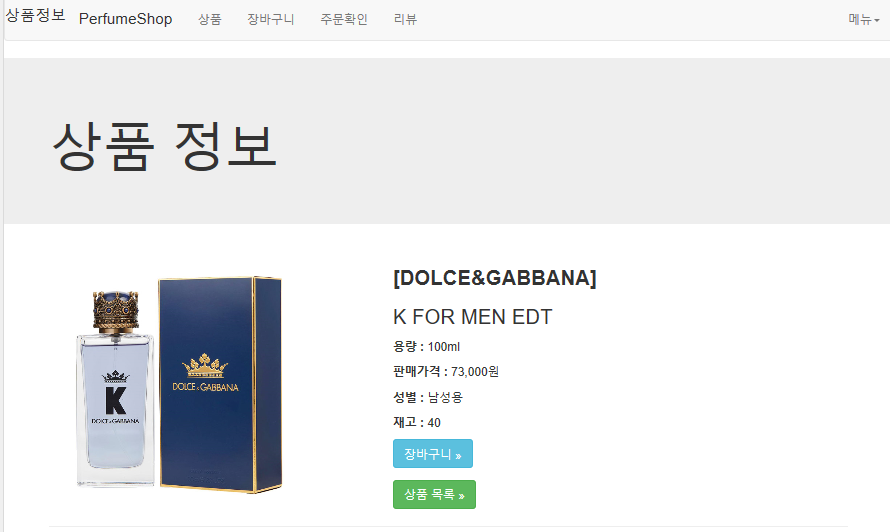 상품정보 PerfumeShop 상품 장바구니 주문확인 리뷰 메뉴
상품 정보
[DOLCE&GABBANA]
K FOR MEN EDT
용량 : 100ml
판매가격 : 73,000원
성별 : 남성용
재고 : 40
장바구니 »
상품 목록 »
K
DOLCE&GABBANA
DOLCE&GABBANA